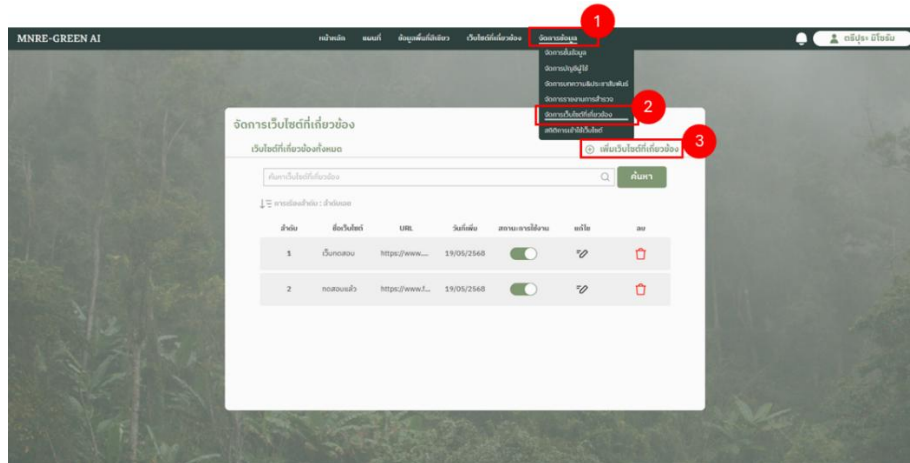 1
MNRE-GREEN AI หน้าหลัก แผนที่ ข้อมูลพื้นที่สีเขียว เว็บไซต์ที่เกี่ยวข้อง จัดการข้อมูล ตรีปุระ มีโชรัม
จัดการชั้นข้อมูล
จัดการบัญชีผู้ใช้
จัดการบทความ&ประชาสัมพันธ์
จัดการรายงานการสำรวจ
จัดการเว็บไซต์ที่เกี่ยวข้อง 2
สถิติการเข้าใช้เว็บไซต์
จัดการเว็บไซต์ที่เกี่ยวข้อง
เว็บไซต์ที่เกี่ยวข้องทั้งหมด เพิ่มเว็บไซต์ที่เกี่ยวข้อง 3
ค้นหาเว็บไซต์ที่เกี่ยวข้อง ค้นหา
การเรียงลำดับ : ลำดับเลข
ลำดับ ชื่อเว็บไซต์ URL วันที่เพิ่ม สถานะการใช้งาน แก้ไข ลบ
1 เว็บทดสอบ https://www.... 19/05/2568
2 ทดสอบแล้ว https://www.f... 19/05/2568